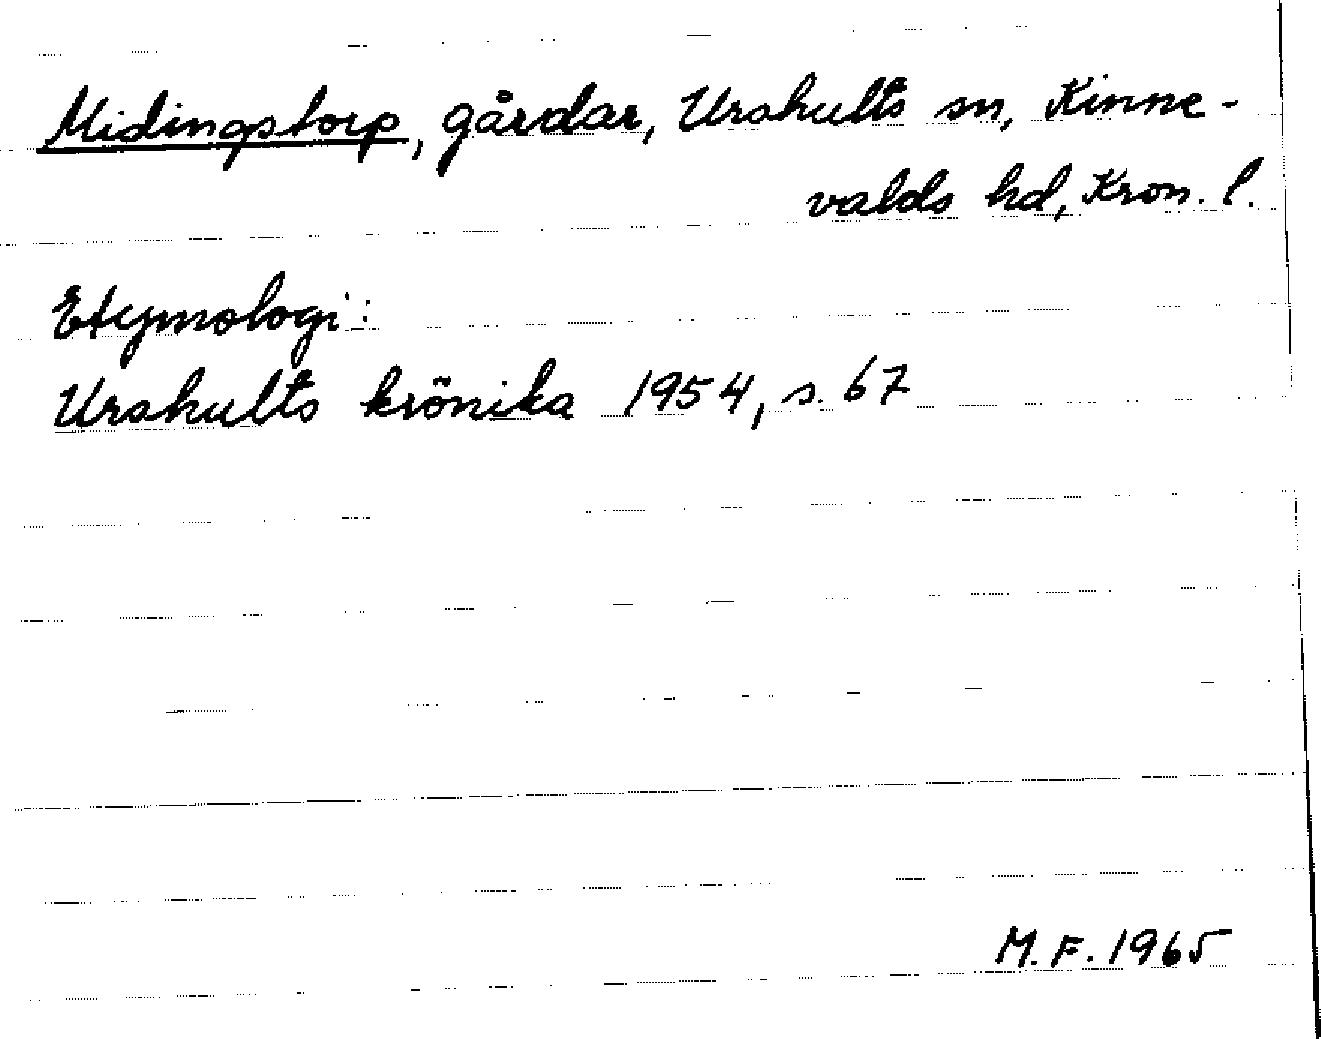 Midingstorp, gårdar, Urshults sn, Kinne-
valds hd, Kron. l.
Etymologi:
Urshults krönika 1954, s. 67
M. F. 1965